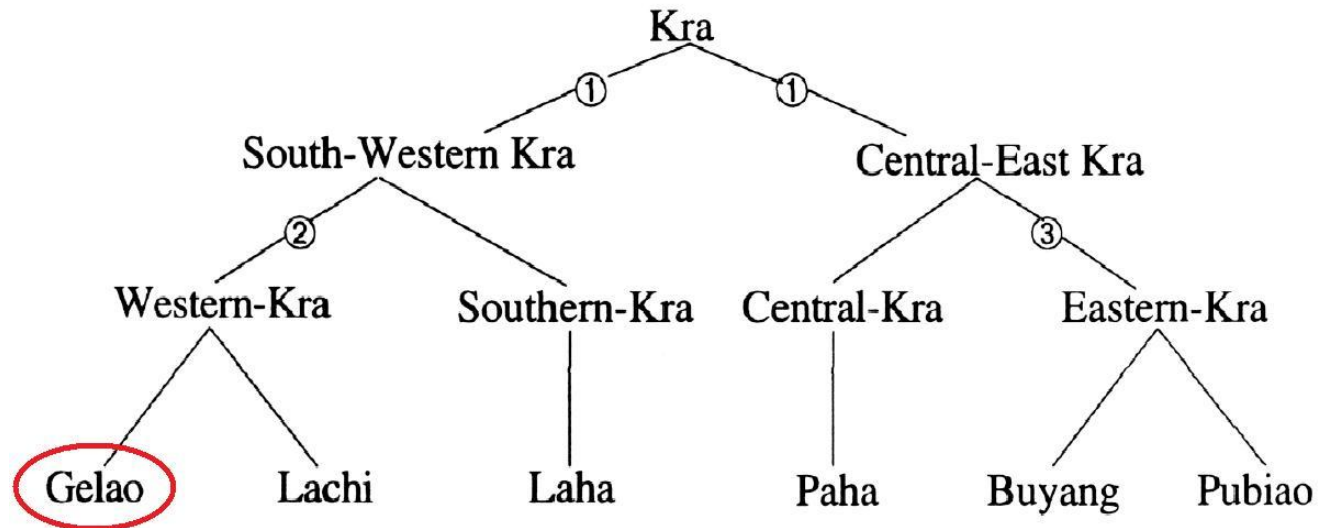 Kra
① ①
South-Western Kra Central-East Kra
② ③
Western-Kra Southern-Kra Central-Kra Eastern-Kra
Gelao Lachi Laha Paha Buyang Pubiao